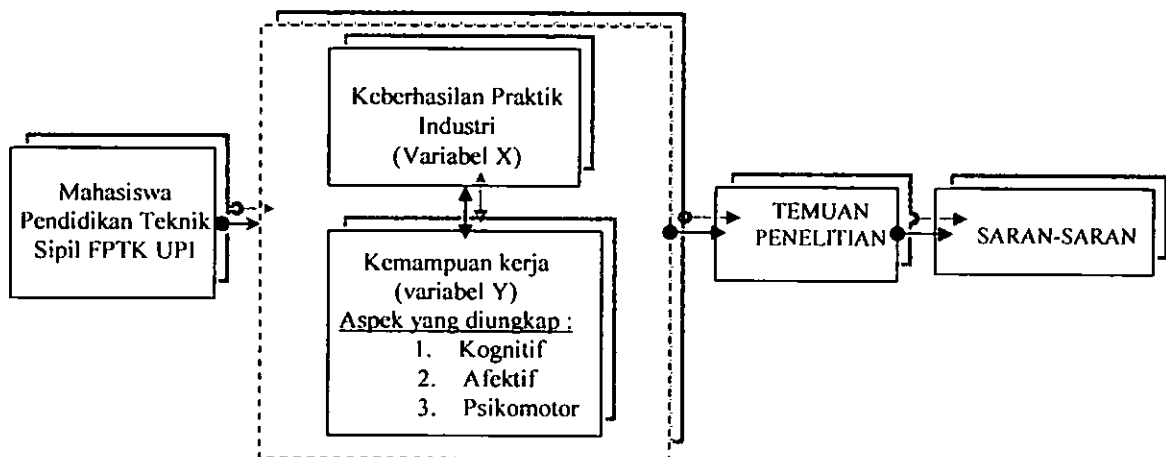 Mahasiswa
Pendidikan Teknik
Sipil FPTK UPI
Keberhasilan Praktik
Industri
(Variabel X)
Kemampuan kerja
(variabel Y)
Aspek yang diungkap :
1. Kognitif
2. Afektif
3. Psikomotor
TEMUAN
PENELITIAN
SARAN-SARAN